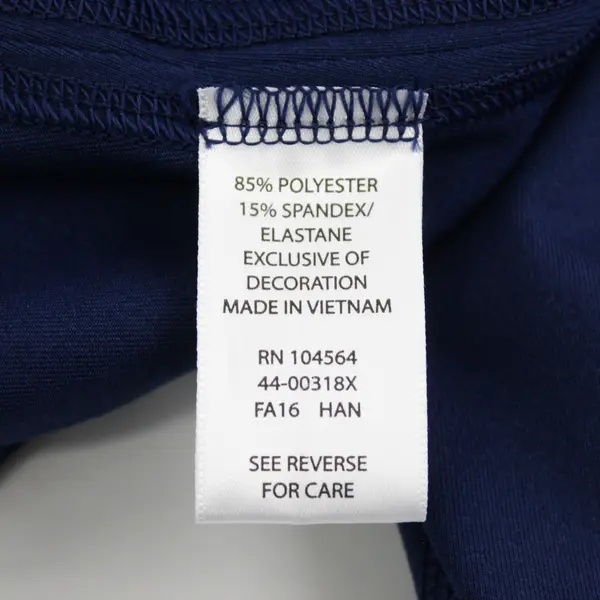 85% POLYESTER
15% SPANDEX/
ELASTANE
EXCLUSIVE OF
DECORATION
MADE IN VIETNAM
RN 104564
44-00318X
FA16 HAN
SEE REVERSE
FOR CARE